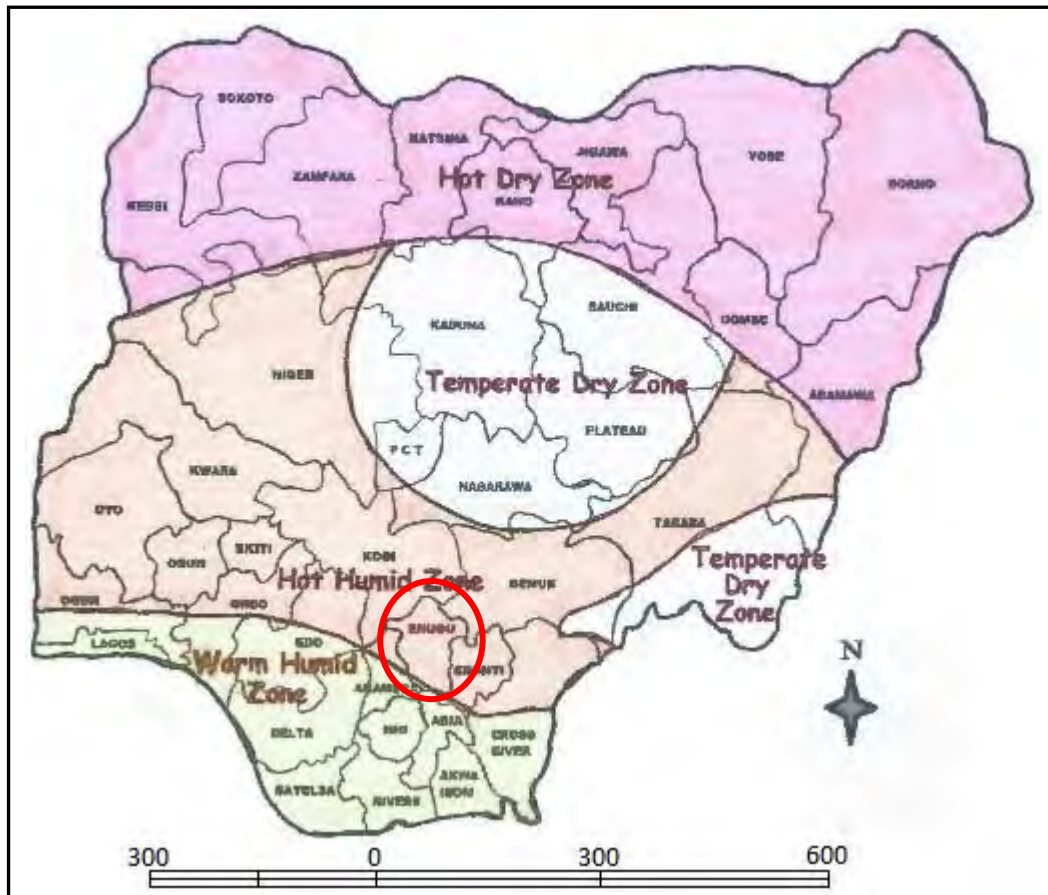 SOKOTO
KATSINA
JIGAWA
YOBE
ZAMFARA
Hot Dry Zone
BORNO
KEBBI
KANO
BAUCHI
GOMBE
KADUNA
NIGER
Temperate Dry Zone
ADAMAWA
PLATEAU
FCT
KWARA
NASARAWA
OYO
TARABA
OSUN
EKITI
KOGI
Temperate
Dry
Zone
Hot Humid Zone
BENUE
OGUN
ONDO
ENUGU
LAGOS
EDO
N
Warm Humid
Zone
EBONYI
ANAMBRA
DELTA
IMO
ABIA
CROSS
RIVER
AKWA
IBOM
BAYELSA
RIVERS
300
0
300
600